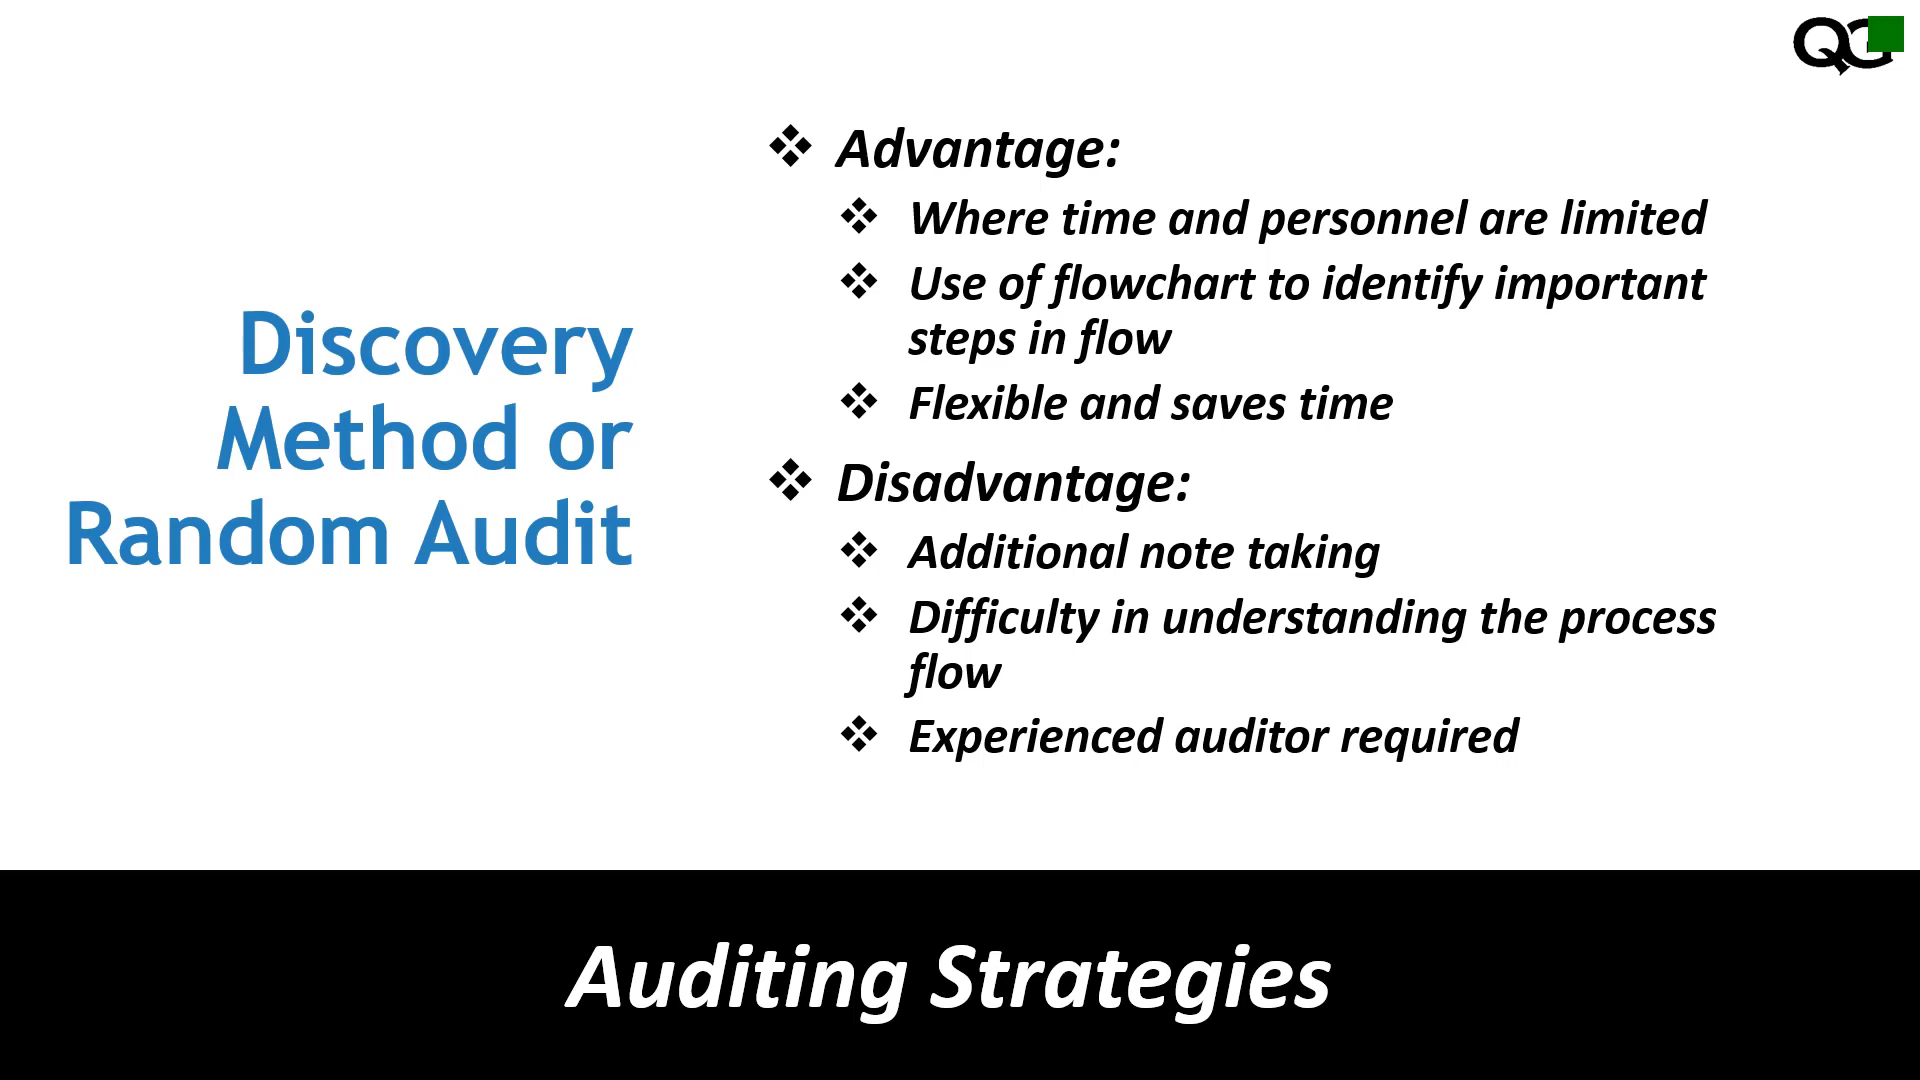 QG
Discovery
Method or
Random Audit
Advantage:
Where time and personnel are limited
Use of flowchart to identify important
steps in flow
Flexible and saves time
Disadvantage:
Additional note taking
Difficulty in understanding the process
flow
Experienced auditor required
Auditing Strategies